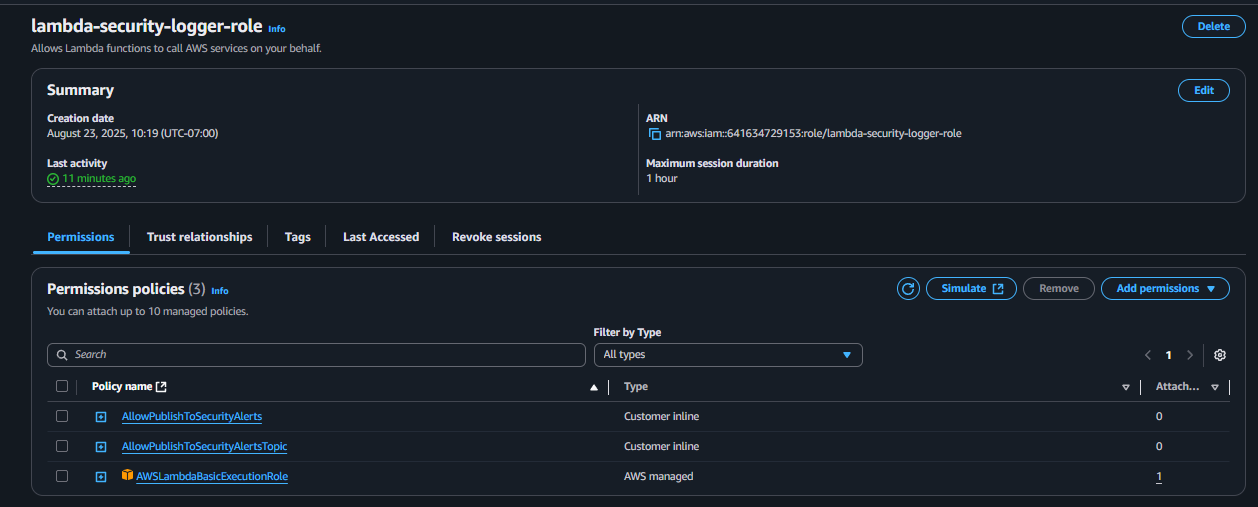 lambda-security-logger-role Info
Delete
Allows Lambda functions to call AWS services on your behalf.
Summary
Edit
Creation date
August 23, 2025, 10:19 (UTC-07:00)
ARN
arn:aws:iam::641634729153:role/lambda-security-logger-role
Last activity
11 minutes ago
Maximum session duration
1 hour
Permissions Trust relationships Tags Last Accessed Revoke sessions
Permissions policies (3) Info
Simulate Remove Add permissions
You can attach up to 10 managed policies.
Filter by Type
Search All types 1
Policy name Type Attach...
AllowPublishToSecurityAlerts Customer inline 0
AllowPublishToSecurityAlertsTopic Customer inline 0
AWSLambdaBasicExecutionRole AWS managed 1